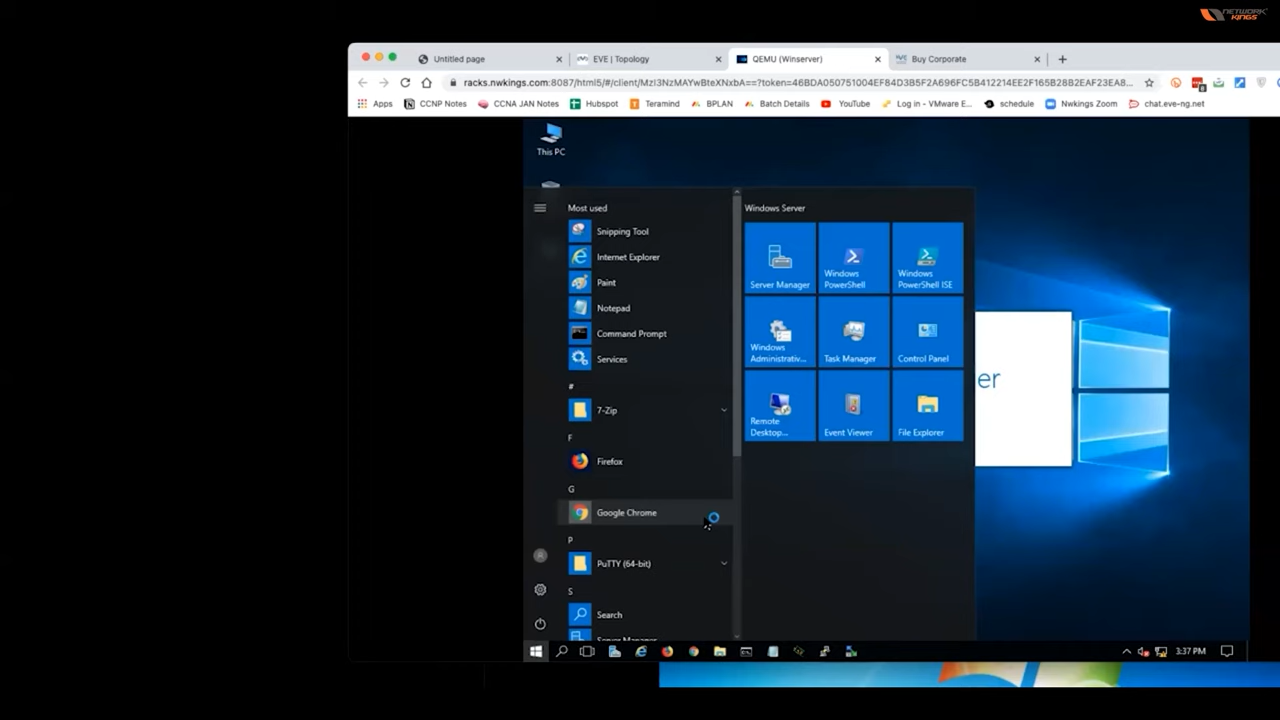 NETWORK
KINGS
Untitled page
EVE | Topology
QEMU (Winserver)
Buy Corporate
racks.nwkings.com:8087/html5/#/client/MzI3NzMAYwBteXNxbA==?token=46BDA050751004EF84D3B5F2A696FC5B412214EE2F165B28B2EAF23EA8...
Apps
CCNP Notes
CCNA JAN Notes
Hubspot
Teramind
BPLAN
Batch Details
YouTube
Log in - VMware E...
schedule
Nwkings Zoom
chat.eve-ng.net
This PC
Most used
Windows Server
Snipping Tool
Internet Explorer
Paint
Notepad
Command Prompt
Services
#
7-Zip
F
Firefox
G
Google Chrome
P
PuTTY (64-bit)
S
Search
Server Manager
Server Manager
Windows
PowerShell
Windows
PowerShell ISE
Windows
Administrativ...
Task Manager
Control Panel
Remote
Desktop...
Event Viewer
File Explorer
er
3:37 PM